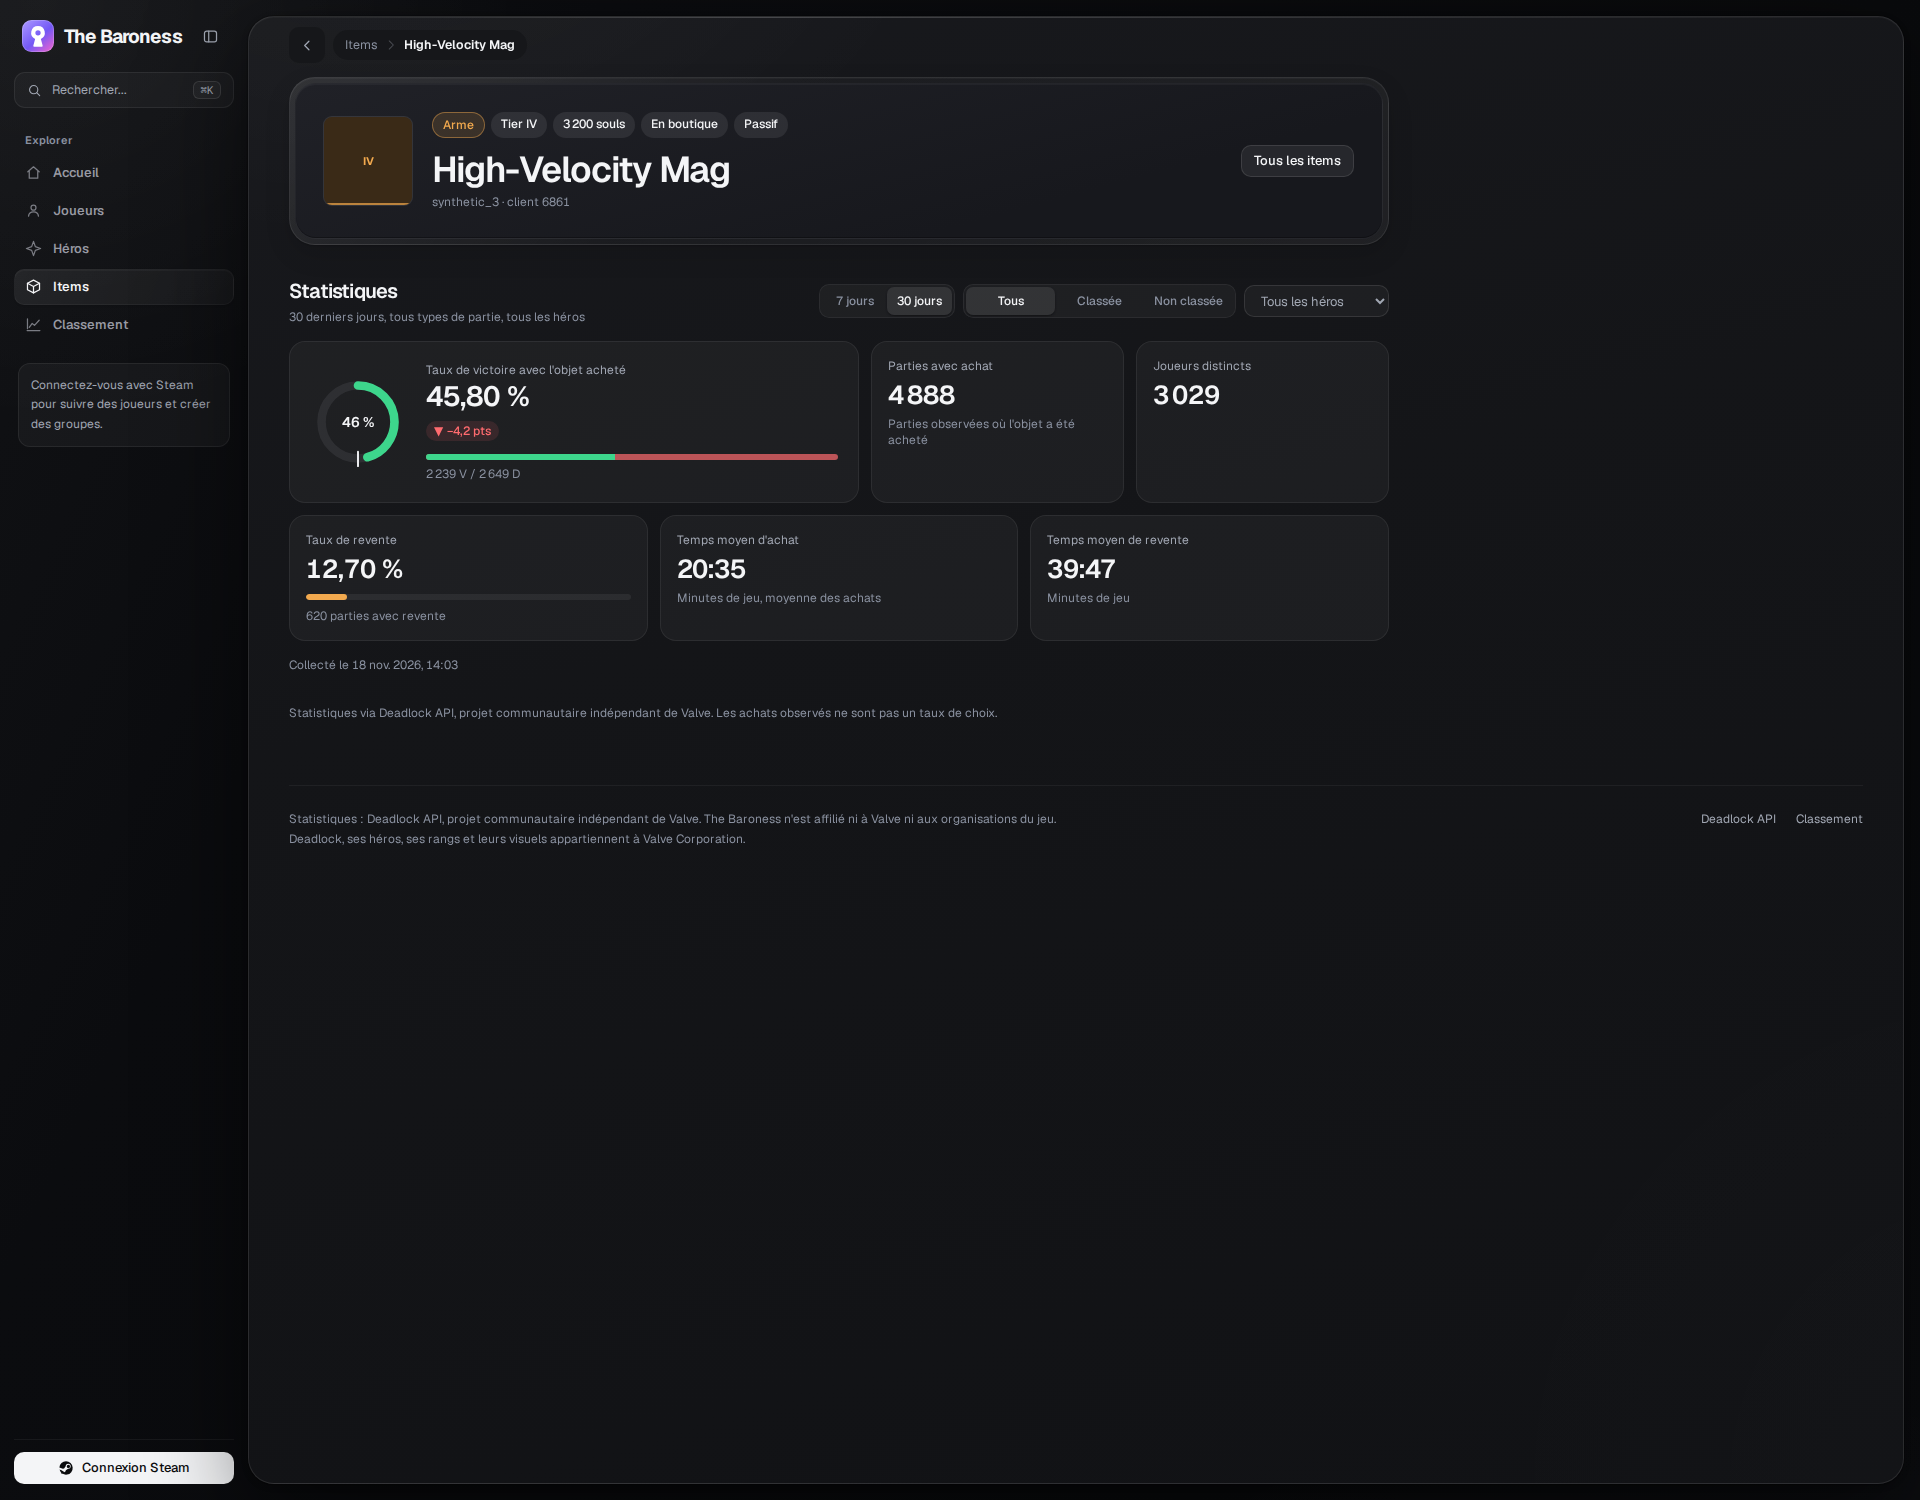 The Baroness
Rechercher...
⌘K
Explorer
Accueil
Joueurs
Héros
Items
Classement
Connectez-vous avec Steam
pour suivre des joueurs et créer
des groupes.
Connexion Steam
Items
High-Velocity Mag
IV
Arme
Tier IV
3 200 souls
En boutique
Passif
High-Velocity Mag
synthetic_3 · client 6861
Tous les items
Statistiques
30 derniers jours, tous types de partie, tous les héros
7 jours
30 jours
Tous
Classée
Non classée
Tous les héros
46 %
Taux de victoire avec l'objet acheté
45,80 %
▼ −4,2 pts
2 239 V / 2 649 D
Parties avec achat
4 888
Parties observées où l'objet a été
acheté
Joueurs distincts
3 029
Taux de revente
12,70 %
620 parties avec revente
Temps moyen d'achat
20:35
Minutes de jeu, moyenne des achats
Temps moyen de revente
39:47
Minutes de jeu
Collecté le 18 nov. 2026, 14:03
Statistiques via Deadlock API, projet communautaire indépendant de Valve. Les achats observés ne sont pas un taux de choix.
Statistiques : Deadlock API, projet communautaire indépendant de Valve. The Baroness n'est affilié ni à Valve ni aux organisations du jeu.
Deadlock, ses héros, ses rangs et leurs visuels appartiennent à Valve Corporation.
Deadlock API
Classement